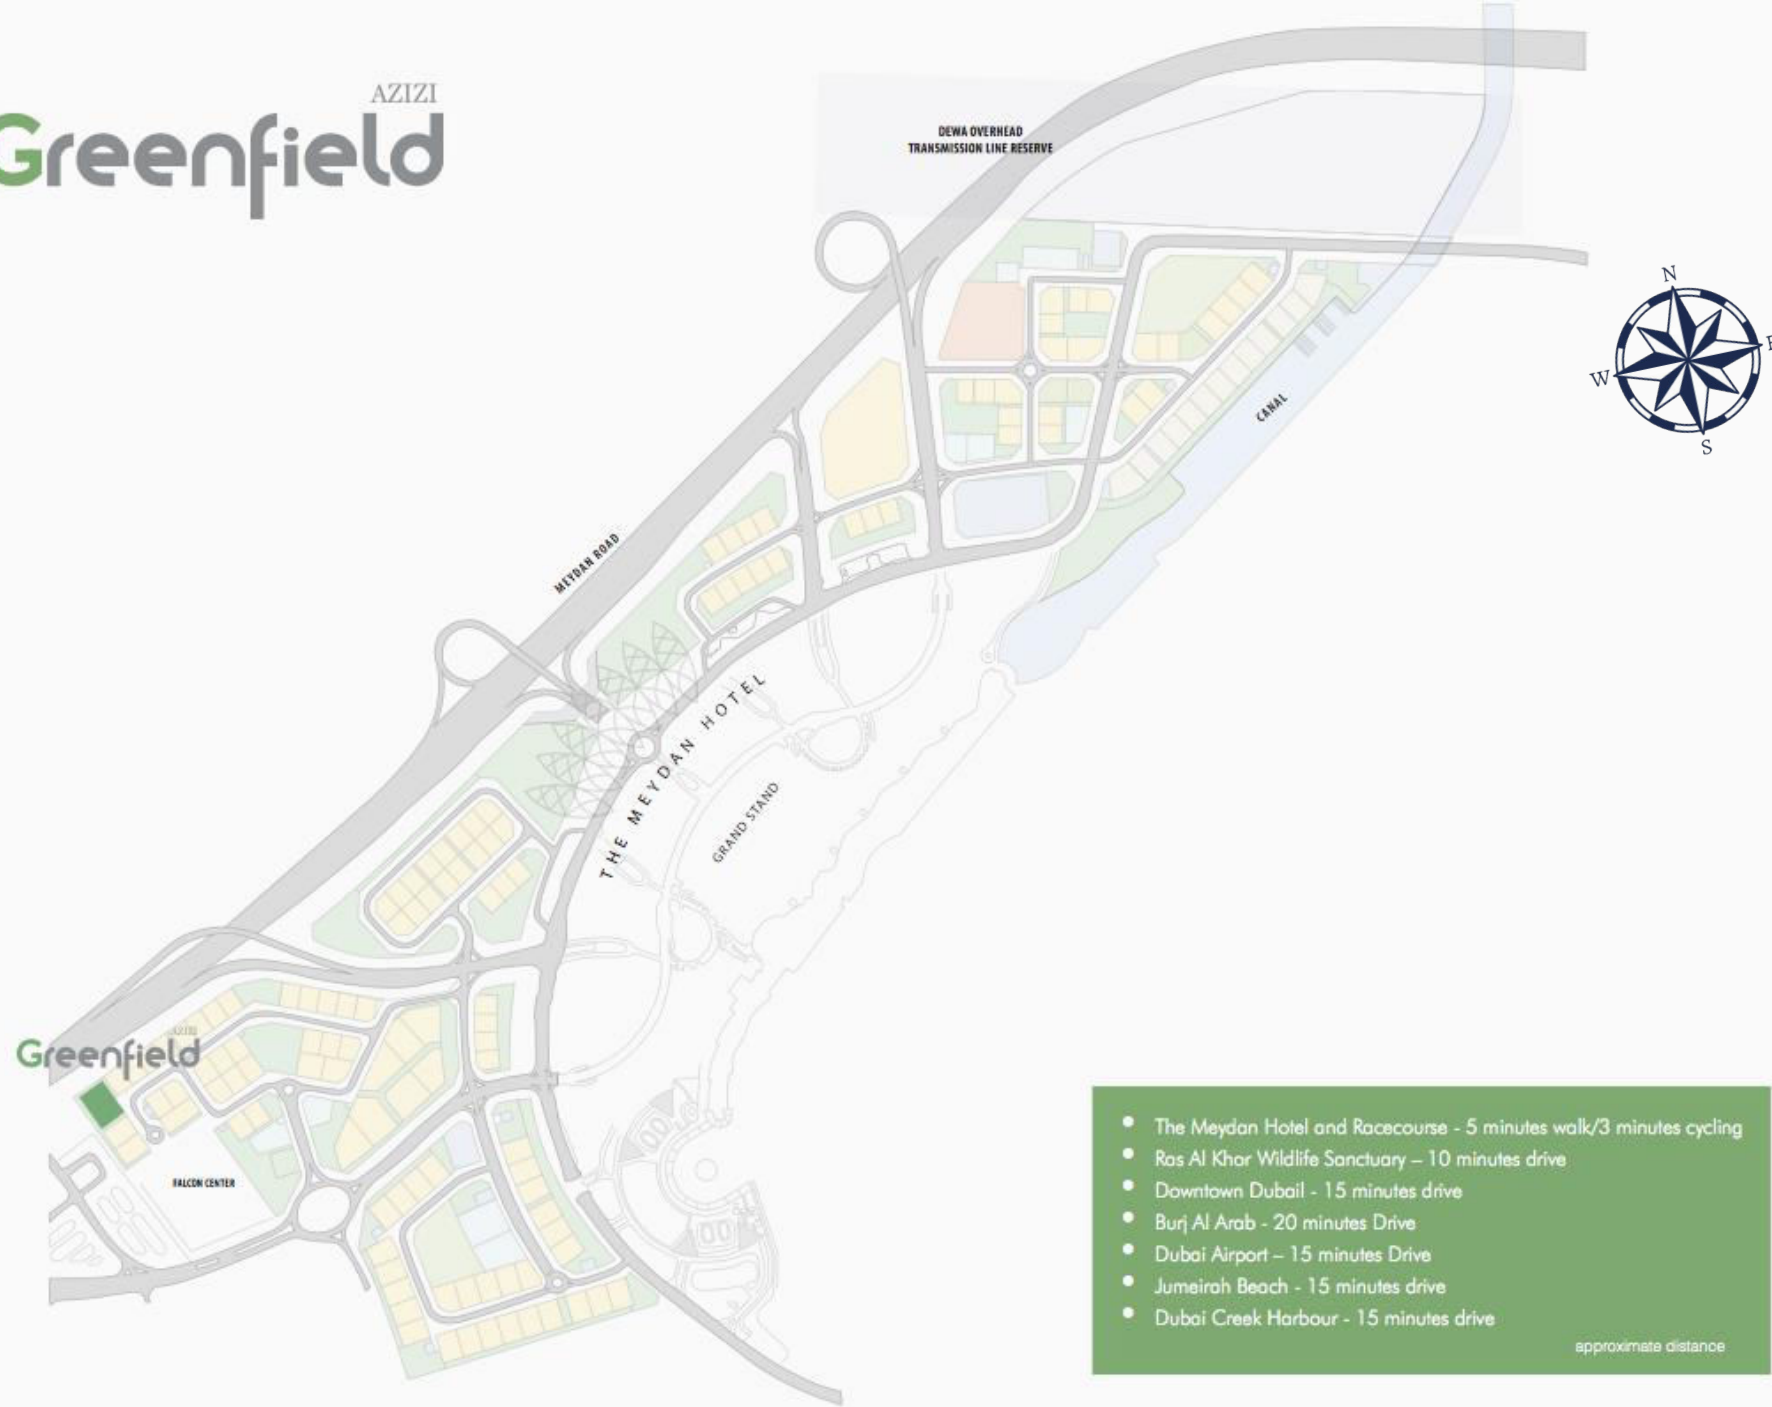 AZIZI
Greenfield
DEWA OVERHEAD
TRANSMISSION LINE RESERVE
N
W
S
CANAL
MEYDAN ROAD
THE MEYDAN HOTEL
GRAND STAND
AZIZI
Greenfield
FALCON CENTER
• The Meydan Hotel and Racecourse - 5 minutes walk/3 minutes cycling
• Ras Al Khor Wildlife Sanctuary – 10 minutes drive
• Downtown Dubail - 15 minutes drive
• Burj Al Arab - 20 minutes Drive
• Dubai Airport – 15 minutes Drive
• Jumeirah Beach - 15 minutes drive
• Dubai Creek Harbour - 15 minutes drive
approximate distance